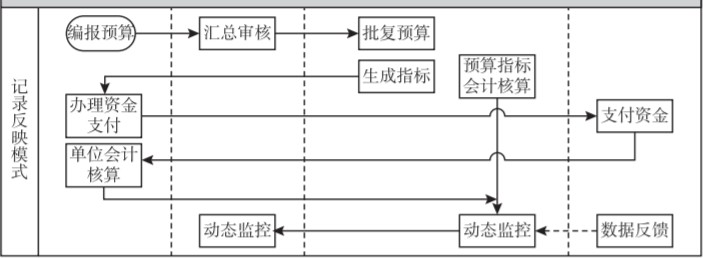 记录反映模式
编报预算
汇总审核
批复预算
生成指标
预算指标
会计核算
办理资金
支付
支付资金
单位会计
核算
动态监控
动态监控
数据反馈